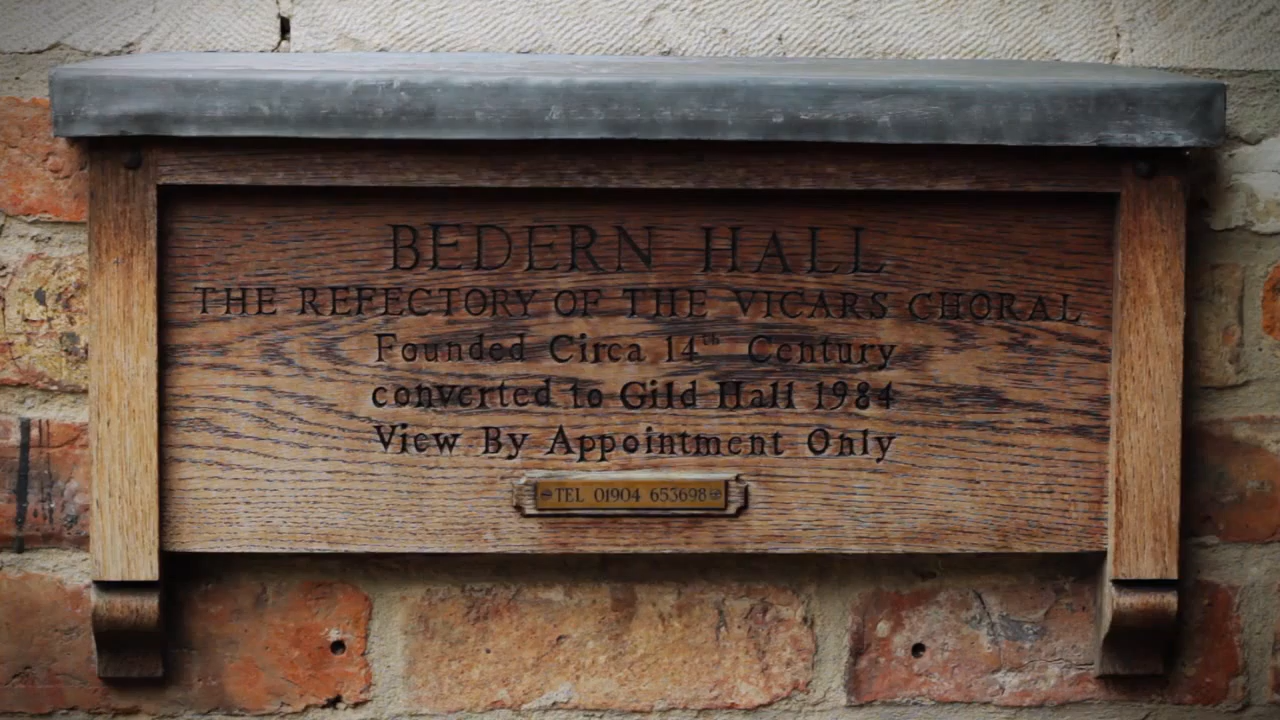 BEDERN HALL
THE REFECTORY OF THE VICARS CHORAL
Founded Circa 14th Century
converted to Gild Hall 1984
View By Appointment Only
TEL 01904 653698